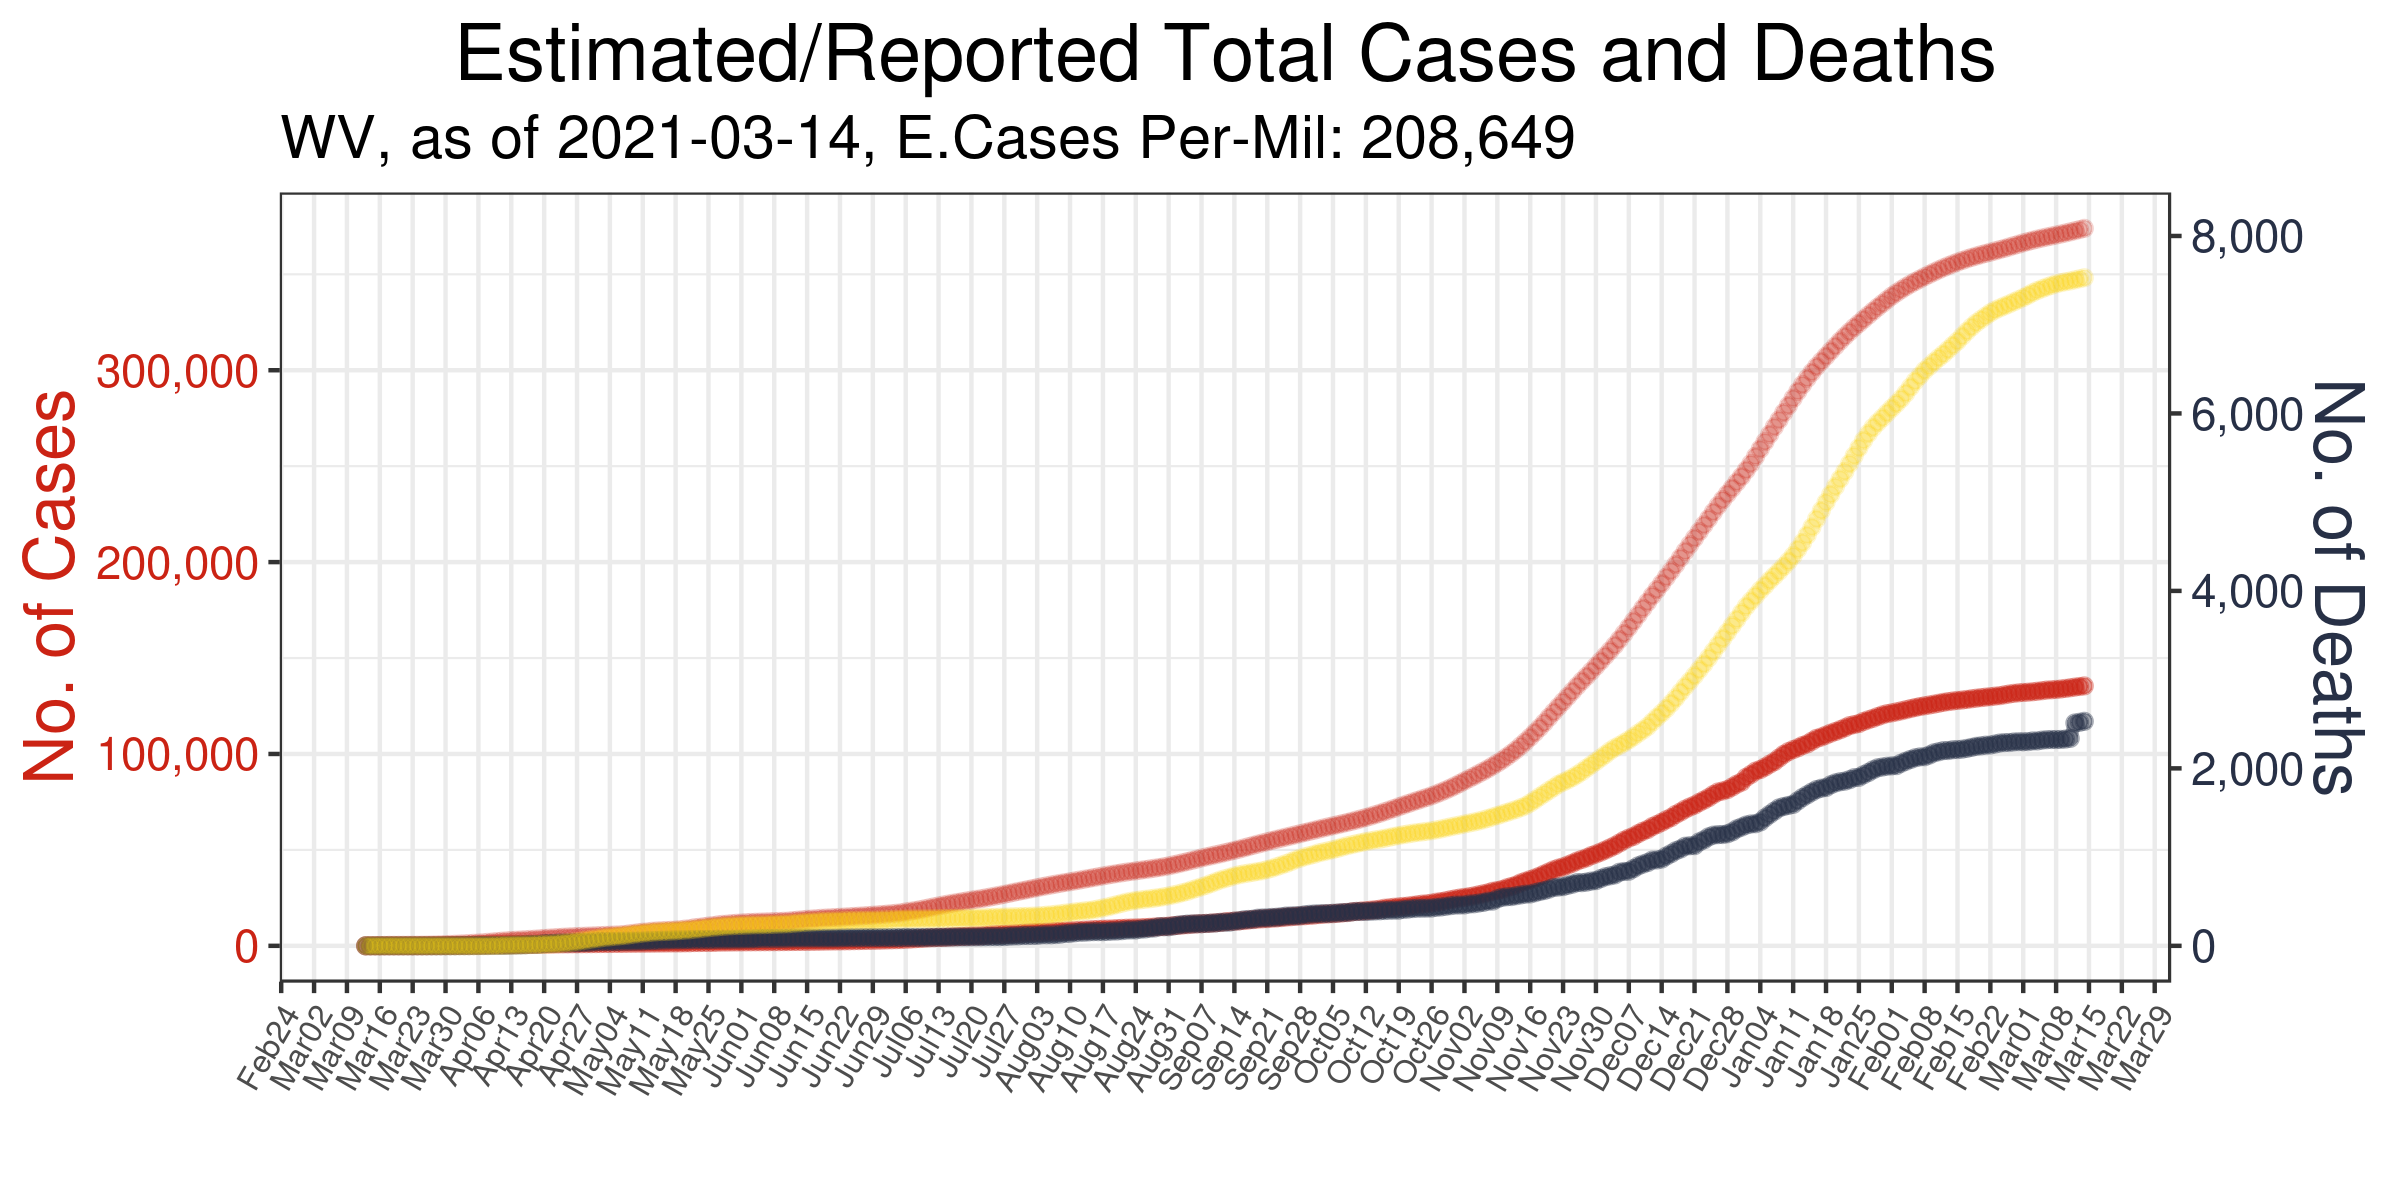 Estimated/Reported Total Cases and Deaths
WV, as of 2021-03-14, E.Cases Per-Mil: 208,649
No. of Cases
300,000
200,000
100,000
0
8,000
6,000
4,000
2,000
0
No. of Deaths
Feb24
Mar02
Mar09
Mar16
Mar23
Mar30
Apr06
Apr13
Apr20
Apr27
May04
May11
May18
May25
Jun01
Jun08
Jun15
Jun22
Jun29
Jul06
Jul13
Jul20
Jul27
Aug03
Aug10
Aug17
Aug24
Aug31
Sep07
Sep14
Sep21
Sep28
Oct05
Oct12
Oct19
Oct26
Nov02
Nov09
Nov16
Nov23
Nov30
Dec07
Dec14
Dec21
Dec28
Jan04
Jan11
Jan18
Jan25
Feb01
Feb08
Feb15
Feb22
Mar01
Mar08
Mar15
Mar22
Mar29